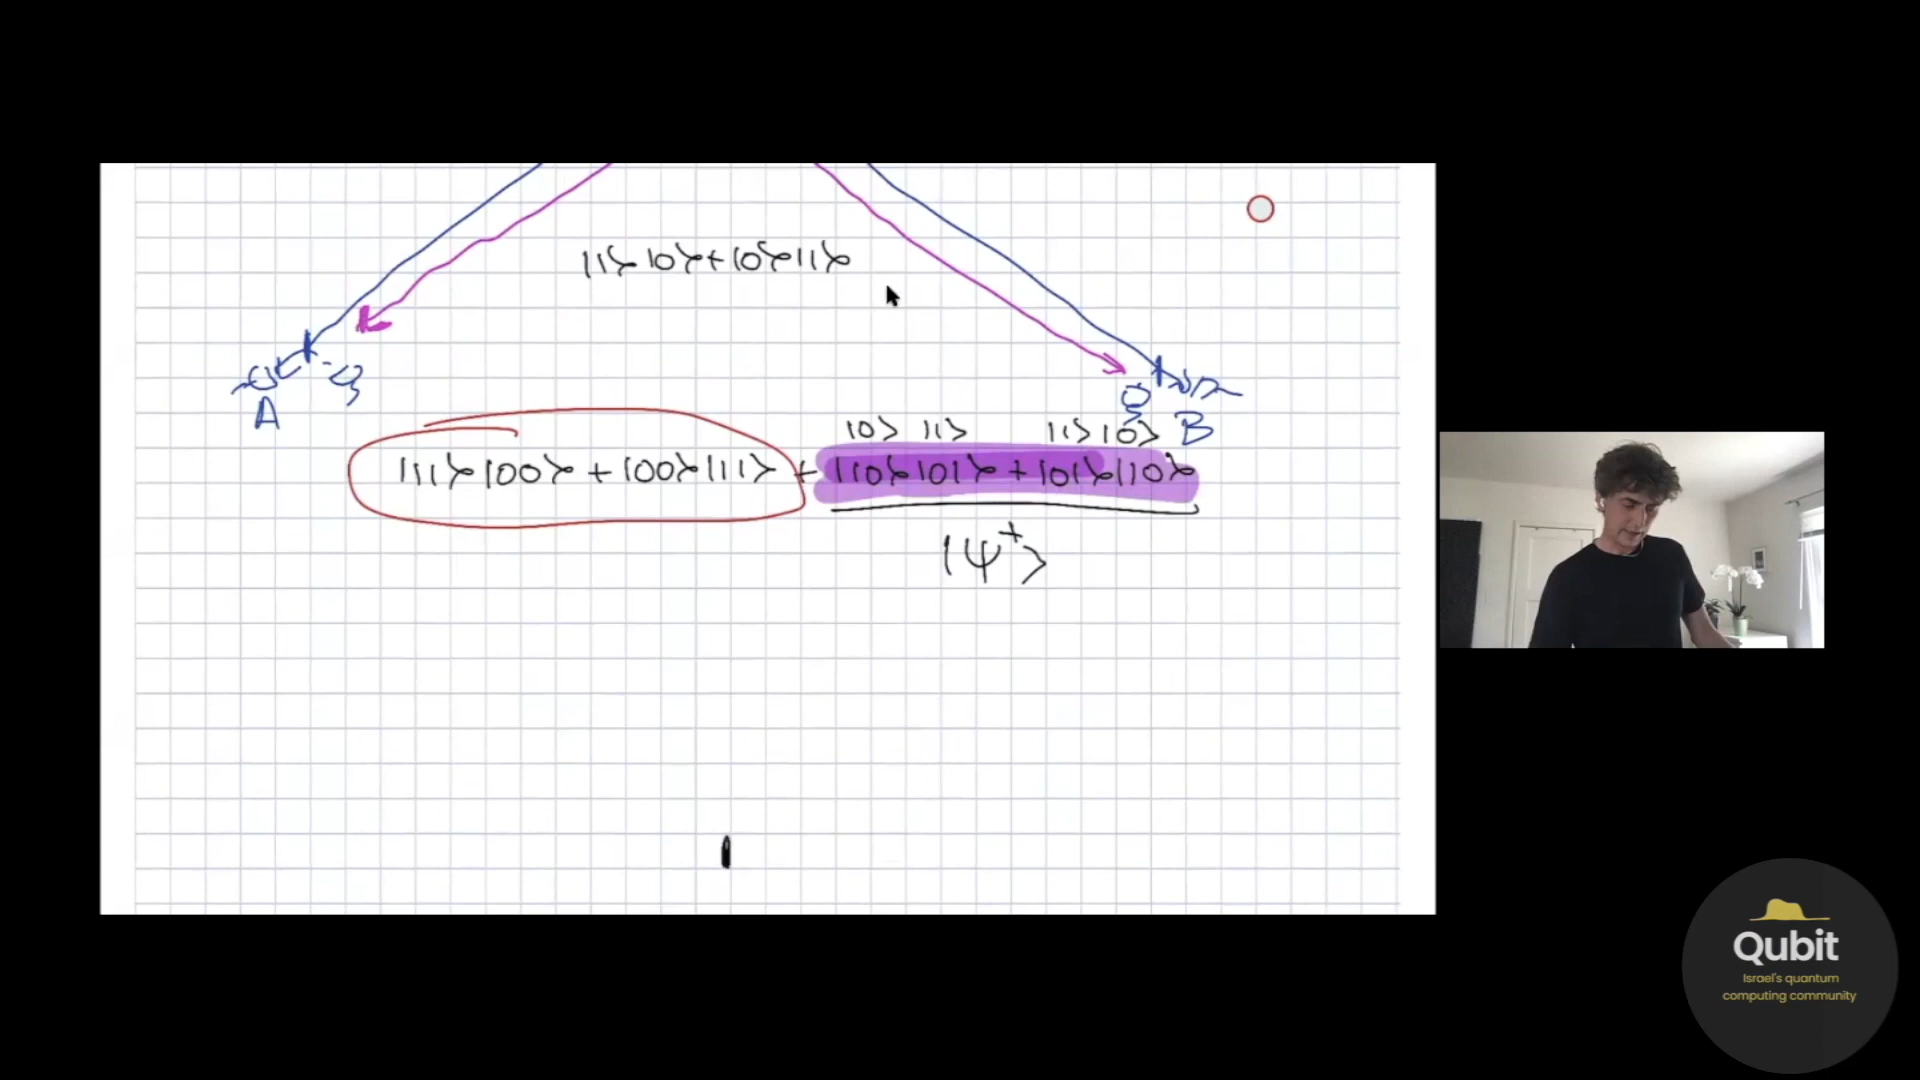 |1>|0>+|0>|1>
A
|0> |1> |1>|0> B
|11>|00> + |00>|11> + |10>|01> + |01>|10>
|ψ⁺>
Qubit
Israel's quantum
computing community